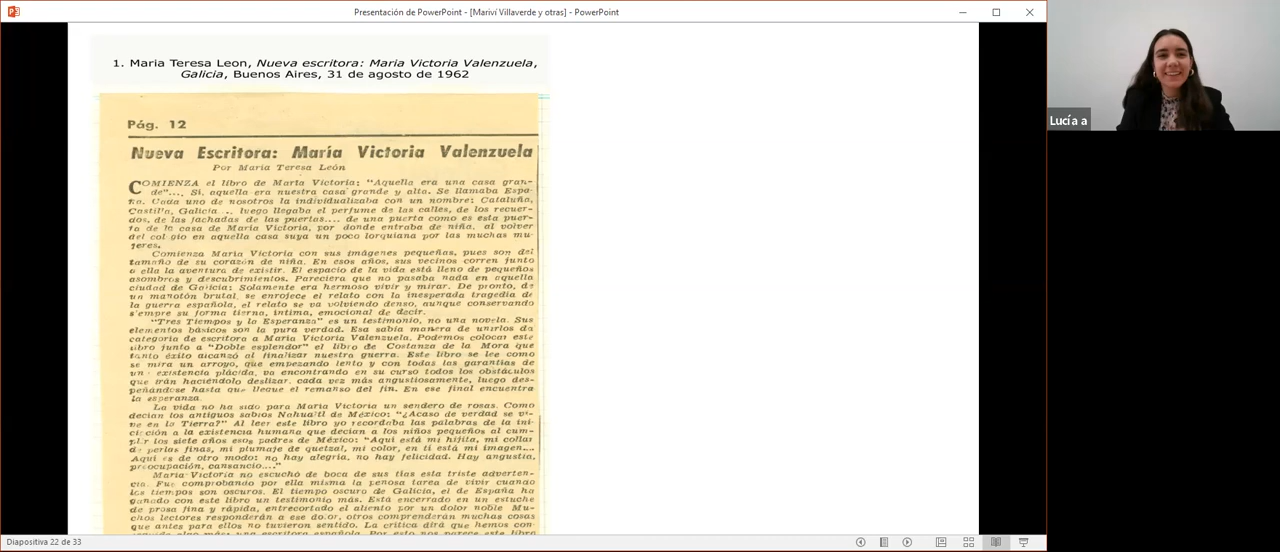 Presentación de PowerPoint - [Mariví Villaverde y otras] - PowerPoint
1. Maria Teresa Leon, Nueva escritora: Maria Victoria Valenzuela,
Galicia, Buenos Aires, 31 de agosto de 1962
Pág. 12
Nueva Escritora: María Victoria Valenzuela
Por María Teresa León
COMIENZA el libro de María Victoria: "Aquella era una casa gran-
de"... Sí, aquella era nuestra casa grande y alta. Se llamaba Espa-
ña. Cada uno de nosotros la individualizaba con un nombre: Cataluña,
Castilla, Galicia... luego llegaba el perfume de las calles, de los recuer-
dos, de las fachadas de las puertas.... de una puerta como es esta puer-
ta de la casa de María Victoria, por donde entraba de niña, al volver
del colegio en aquella casa suya un poco lorquiana por las muchas mu-
jeres.
Comienza María Victoria con sus imágenes pequeñas, pues son del
tamaño de su corazón de niña. En esos años, sus vecinos corren junto
a ella la aventura de existir. El espacio de la vida está lleno de pequeños
asombros y descubrimientos. Pareciera que no pasaba nada en aquella
ciudad de Galicia: Solamente era hermoso vivir y mirar. De pronto, de
un manotón brutal, se enrojece el relato con la inesperada tragedia de
la guerra española, el relato se va volviendo denso, aunque conservando
siempre su forma tierna, íntima, emocional de decir.
"Tres Tiempos y la Esperanza" es un testimonio, no una novela. Sus
elementos básicos son la pura verdad. Esa sabia manera de unirlos da
categoría de escritora a María Victoria Valenzuela. Podemos colocar este
libro junto a "Doble esplendor" el libro de Costanza de la Mora que
tanto éxito alcanzó al finalizar nuestra guerra. Este libro se lee como
se mira un arroyo, que empezando lento y con todas las garantías de
una existencia plácida, va encontrando en su curso todos los obstáculos
que irán haciéndolo deslizar, cada vez más angustiosamente, luego des-
peñándose hasta que llegue el remanso del fin. En ese final encuentra
la esperanza.
La vida no ha sido para María Victoria un sendero de rosas. Como
decían los antiguos sabios Nahuatl de México: "¿Acaso de verdad se vi-
ve en la Tierra?" Al leer este libro yo recordaba las palabras de la ini-
ciación a la existencia humana que decían a los niños pequeños al cum-
plir los siete años esos padres de México: "Aquí está mi hijita, mi collar
de perlas finas, mi plumaje de quetzal, mi color, en ti está mi imagen...
Aquí es de otro modo: no hay alegría, no hay felicidad. Hay angustia,
preocupación, cansancio...."
María Victoria no escuchó de boca de sus tías esta triste adverten-
cia. Fue comprobando por ella misma la penosa tarea de vivir cuando
los tiempos son oscuros. El tiempo oscuro de Galicia, el de España ha
ganado con este libro un testimonio más. Está encerrado en un estuche
de prosa fina y rápida, entrecortado el aliento por un dolor noble Mu-
chos lectores responderán a ese dolor, otros comprenderán muchas cosas
que antes para ellos no tuvieron sentido. La crítica dirá que hemos con-
Lucía a
Diapositiva 22 de 33